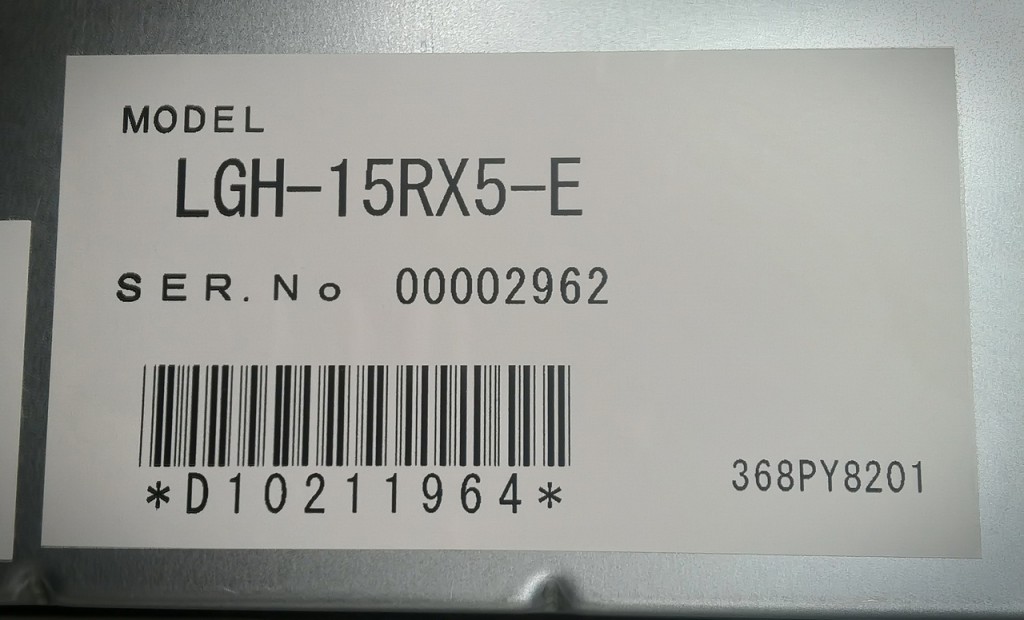 MODEL
LGH-15RX5-E
SER.No 00002962
*D10211964*
368PY8201